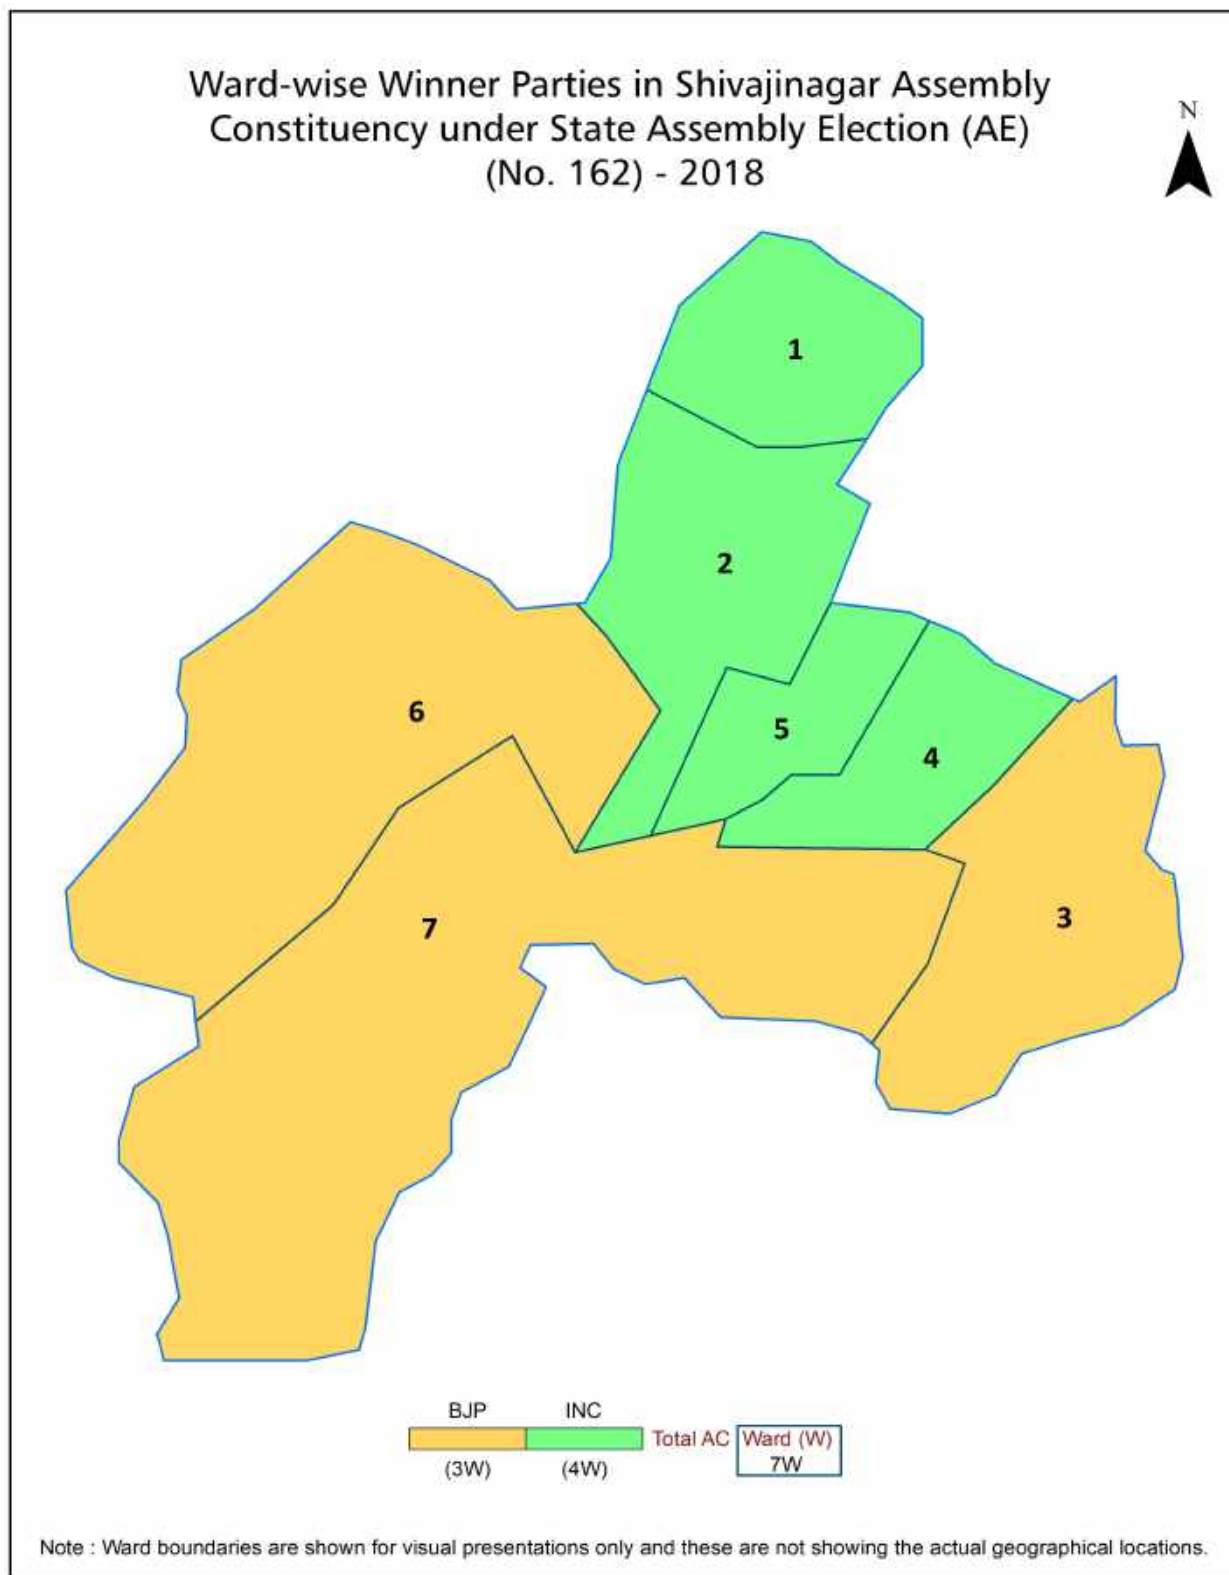 Ward-wise Winner Parties in Shivajinagar Assembly
Constituency under State Assembly Election (AE)
(No. 162) - 2018
N
1
2
6
5
4
7
3
BJP INC
Total AC Ward (W)
(3W) (4W) 7W
Note : Ward boundaries are shown for visual presentations only and these are not showing the actual geographical locations.